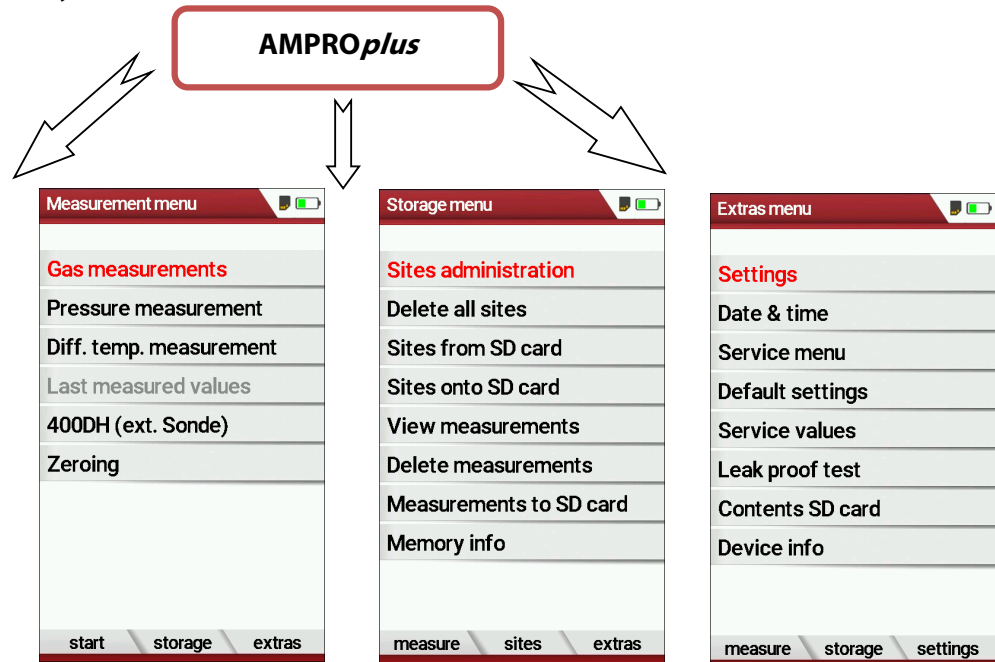 AMPROplus
Measurement menu
Gas measurements
Pressure measurement
Diff. temp. measurement
Last measured values
400DH (ext. Sonde)
Zeroing
start storage extras
Storage menu
Sites administration
Delete all sites
Sites from SD card
Sites onto SD card
View measurements
Delete measurements
Measurements to SD card
Memory info
measure sites extras
Extras menu
Settings
Date & time
Service menu
Default settings
Service values
Leak proof test
Contents SD card
Device info
measure storage settings